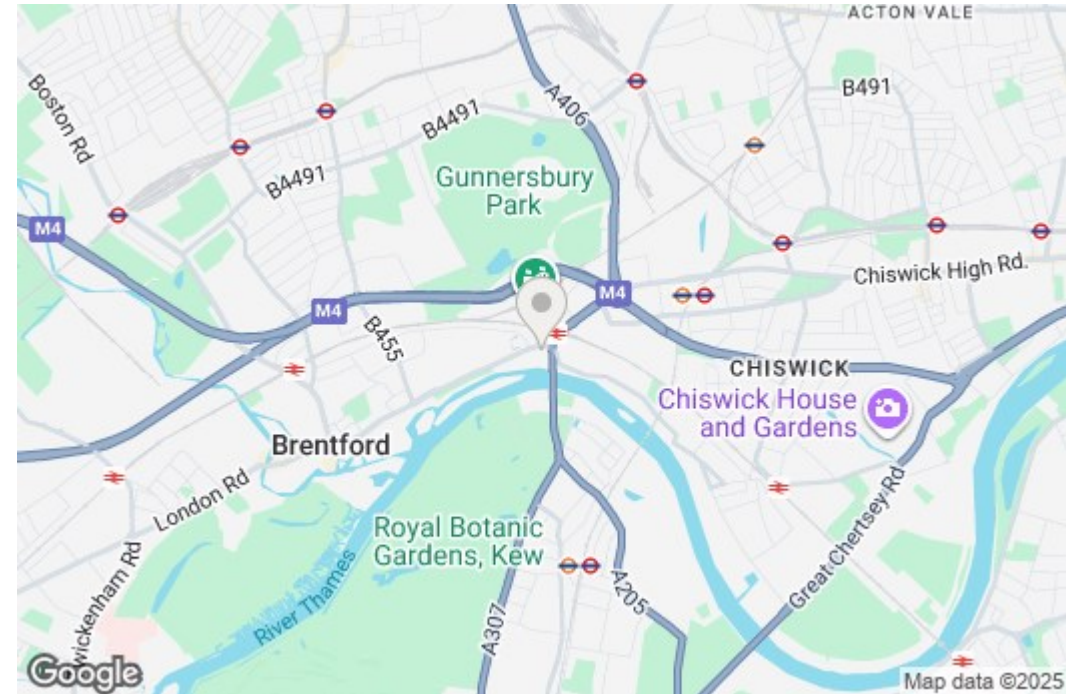 ACTON VALE
Boston Rd
A406
B491
B4491
B4491
Gunnersbury
Park
M4
Chiswick High Rd.
M4
M4
B455
CHISWICK
Chiswick House
and Gardens
Brentford
London Rd
Great Chertsey Rd
Royal Botanic
Gardens, Kew
wickenham Rd
River Thames
A205
A307
Google
Map data ©2025